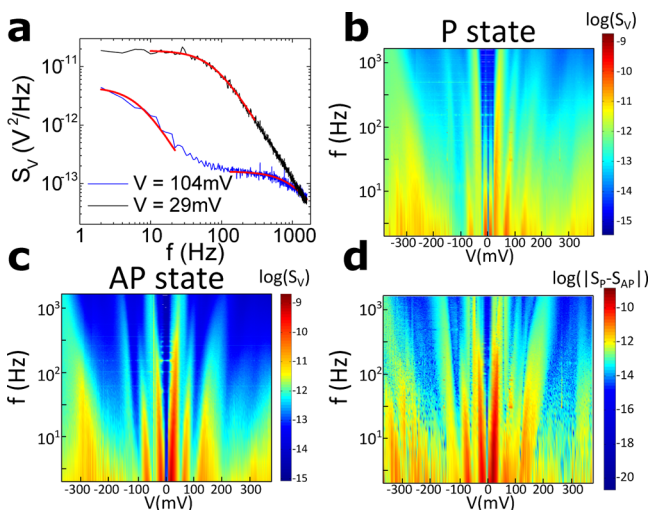 a
S_V (V²/Hz)
10⁻¹¹
10⁻¹²
10⁻¹³
V = 104mV
V = 29mV
1 10 100 1000
f (Hz)
b P state log(S_V)
f (Hz)
10³
10²
10¹
-300 -200 -100 0 100 200 300
V(mV)
-9
-10
-11
-12
-13
-14
-15
c AP state log(S_V)
f (Hz)
10³
10²
10¹
-300 -200 -100 0 100 200 300
V(mV)
-9
-10
-11
-12
-13
-14
-15
d log(|S_P-S_AP|)
f (Hz)
10³
10²
10¹
-300 -200 -100 0 100 200 300
V(mV)
-10
-12
-14
-16
-18
-20